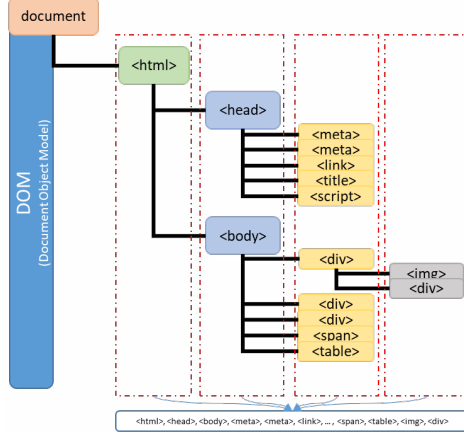 document
DOM
(Document Object Model)
<html>
<head>
<meta>
<meta>
<link>
<title>
<script>
<body>
<div>
<img>
<div>
<div>
<div>
<span>
<table>
<html>, <head>, <body>, <meta>, <meta>, <link>, .. , <span>, <table>, <img>, <div>